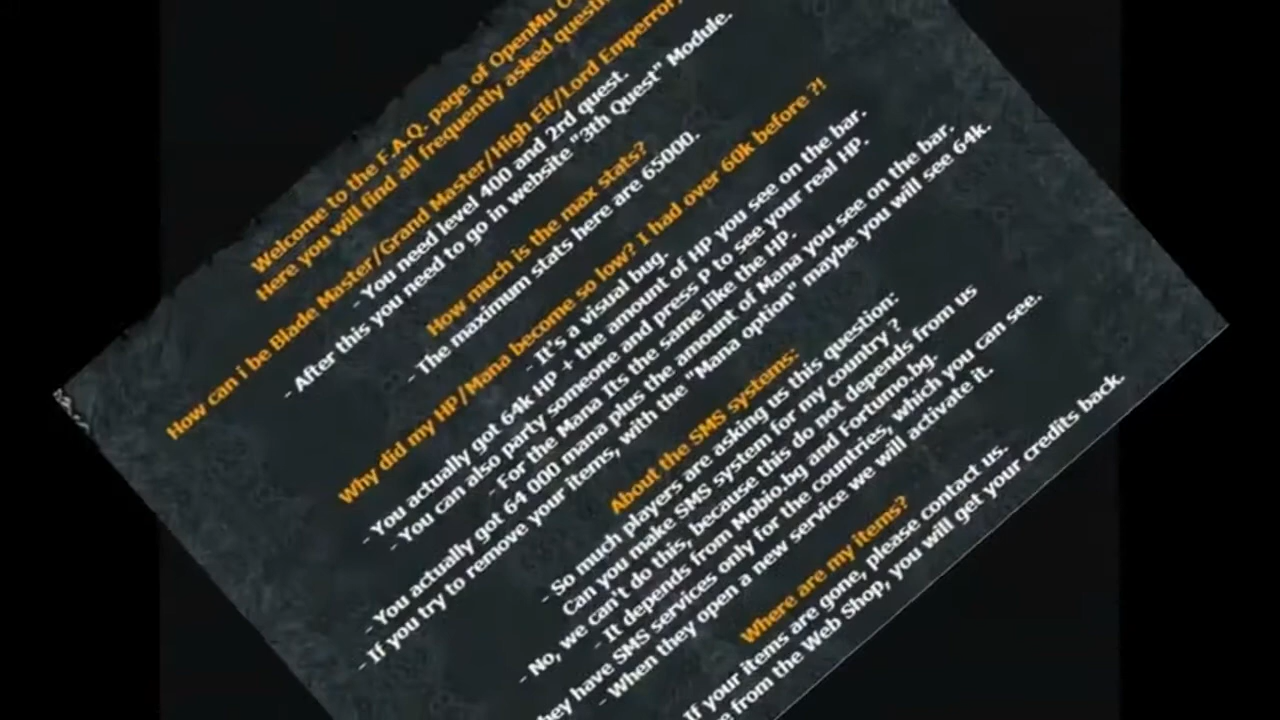 Welcome to the F.A.Q. page of OpenMu
Here you will find all frequently asked
How can i be Blade Master/Grand Master/High Elf/Lord Emperror,
- You need level 400 and 2rd quest.
- After this you need to go in website "3th Quest" Module.
How much is the max stats?
- The maximum stats here are 65000.
Why did my HP/Mana become so low? I had over 60k before ?!
- It's a visual bug.
- You actually got 64k HP + the amount of HP you see on the bar.
- You can also party someone and press P to see your real HP.
- For the Mana Its the same like the HP.
- You actually got 64 000 mana plus the amount of Mana you see on the bar.
- If you try to remove your items, with the "Mana option" maybe you will see 64k.
About the SMS systems:
- So much players are asking us this question:
Can you make SMS system for my country ?
- No, we can't do this, because this do not depends from us
- It depends from Mobio.bg and Fortumo.bg.
they have SMS services only for the countries, which you can see.
- When they open a new service we will activate it.
Where are my items?
If your items are gone, please contact us.
from the Web Shop, you will get your credits back.